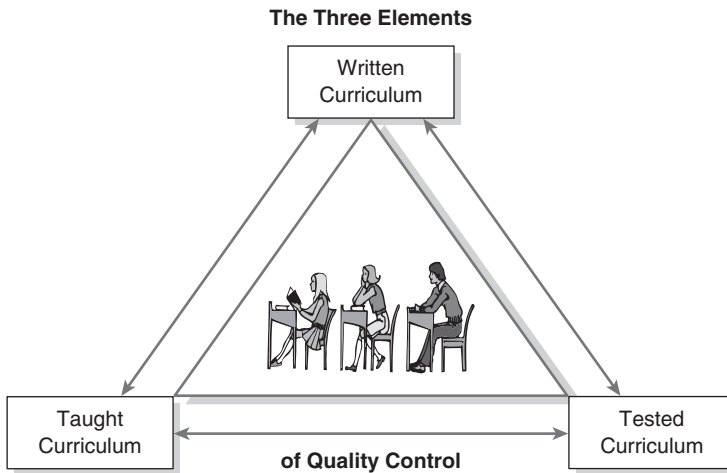 The Three Elements
Written
Curriculum
Taught
Curriculum
Tested
Curriculum
of Quality Control